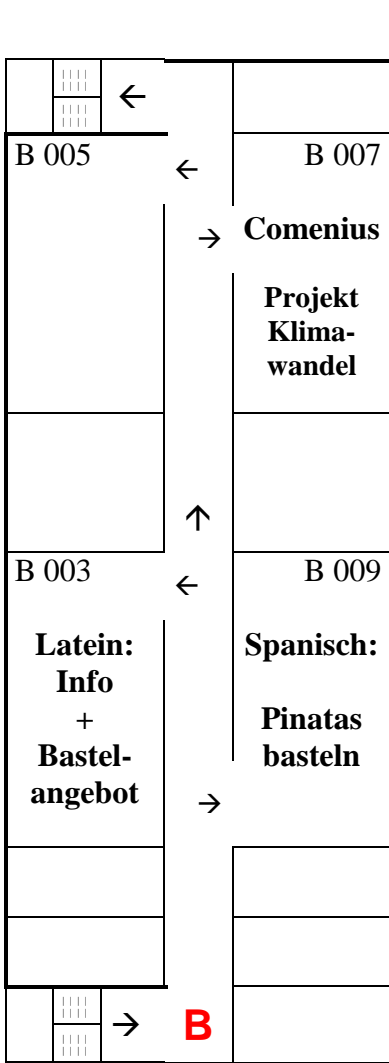 B 005
B 007
Comenius
Projekt
Klima-
wandel
B 003
Latein:
Info
+
Bastel-
angebot
B 009
Spanisch:
Pinatas
basteln
B